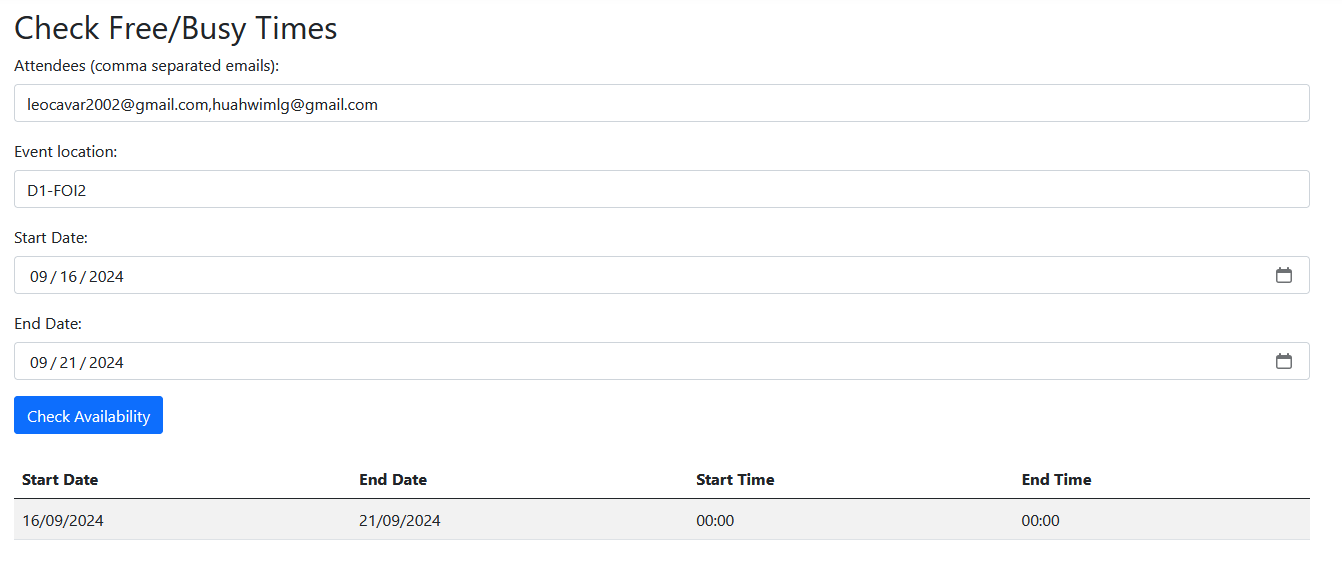 Check Free/Busy Times
Attendees (comma separated emails):
leocavar2002@gmail.com,huahwimlg@gmail.com
Event location:
D1-FOI2
Start Date:
09/16/2024
End Date:
09/21/2024
Check Availability
Start Date End Date Start Time End Time
16/09/2024 21/09/2024 00:00 00:00